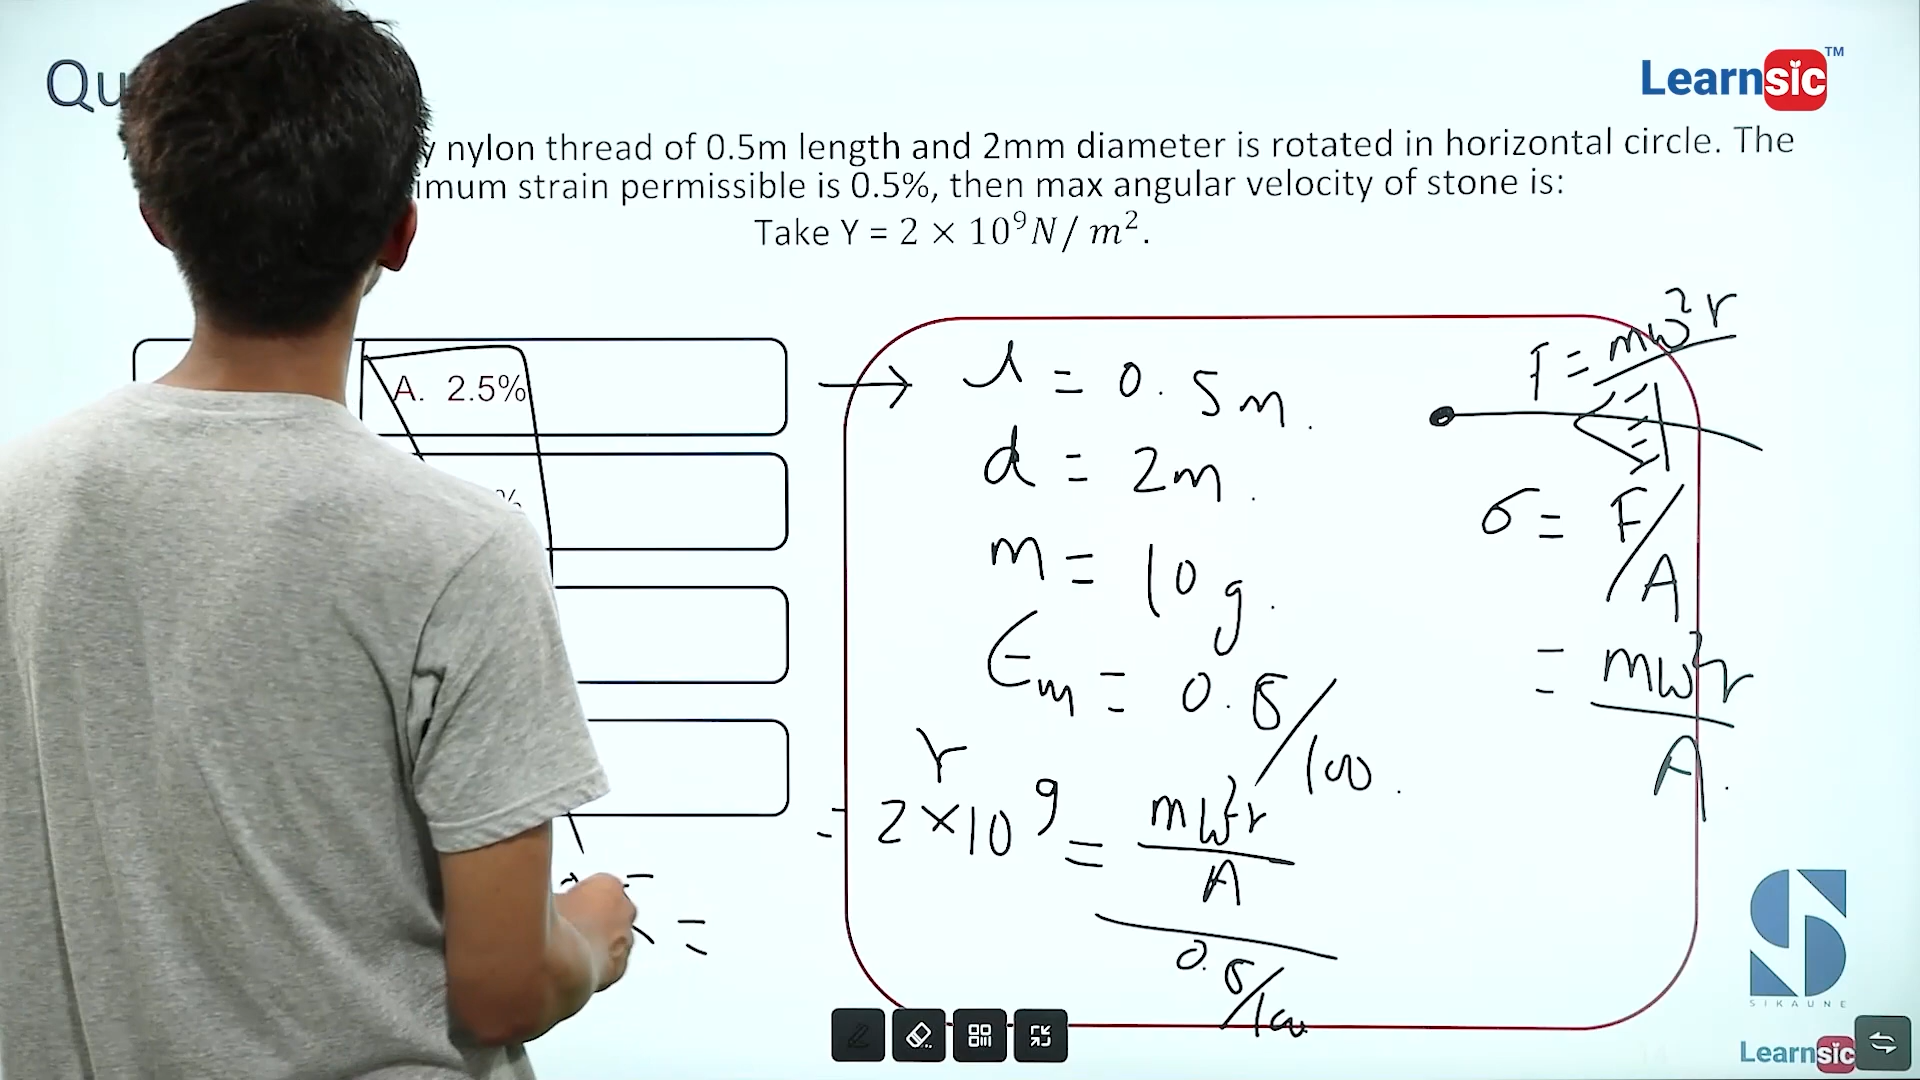 Qu
Learnsic™
y nylon thread of 0.5m length and 2mm diameter is rotated in horizontal circle. The
imum strain permissible is 0.5%, then max angular velocity of stone is:
Take Y = 2 × 10⁹N/ m².
A. 2.5%
%
l = 0.5m.
d = 2m.
m = 10g.
ϵm = 0.5/100.
Y
= 2×10⁹ = mω²r
A
0.5/100
F = mω²r
σ = F/A
= mω²r
A.
=
SIKAUNE
Learnsic